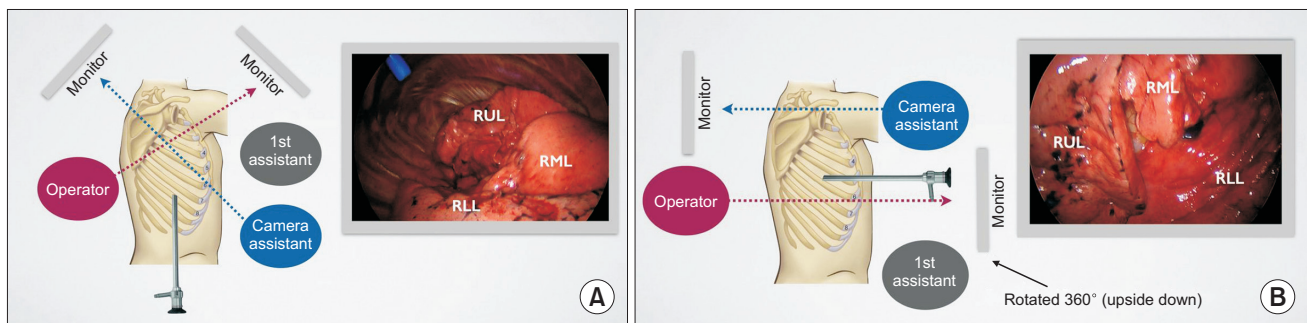 Monitor
Monitor
RUL
1st
assistant
RML
Operator
RLL
Camera
assistant
A
Camera
assistant
RML
Monitor
RUL
Operator
RLL
Monitor
1st
assistant
Rotated 360° (upside down)
B